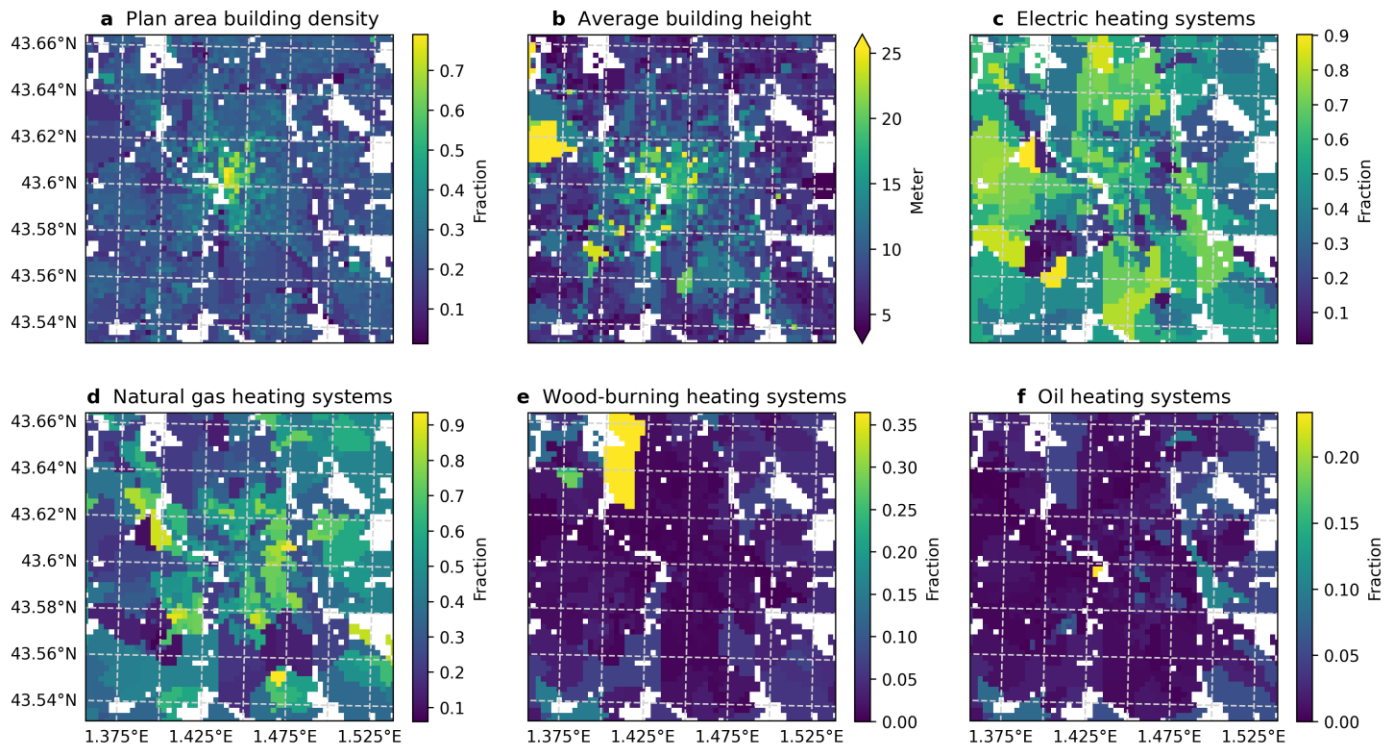 a Plan area building density
b Average building height
c Electric heating systems
43.66°N
43.64°N
43.62°N
43.6°N
43.58°N
43.56°N
43.54°N
0.7
0.6
0.5
0.4
0.3
0.2
0.1
Fraction
25
20
15
10
5
Meter
0.9
0.8
0.7
0.6
0.5
0.4
0.3
0.2
0.1
Fraction
d Natural gas heating systems
e Wood-burning heating systems
f Oil heating systems
43.66°N
43.64°N
43.62°N
43.6°N
43.58°N
43.56°N
43.54°N
1.375°E 1.425°E 1.475°E 1.525°E
0.9
0.8
0.7
0.6
0.5
0.4
0.3
0.2
0.1
Fraction
1.375°E 1.425°E 1.475°E 1.525°E
0.35
0.30
0.25
0.20
0.15
0.10
0.05
0.00
Fraction
1.375°E 1.425°E 1.475°E 1.525°E
0.20
0.15
0.10
0.05
0.00
Fraction